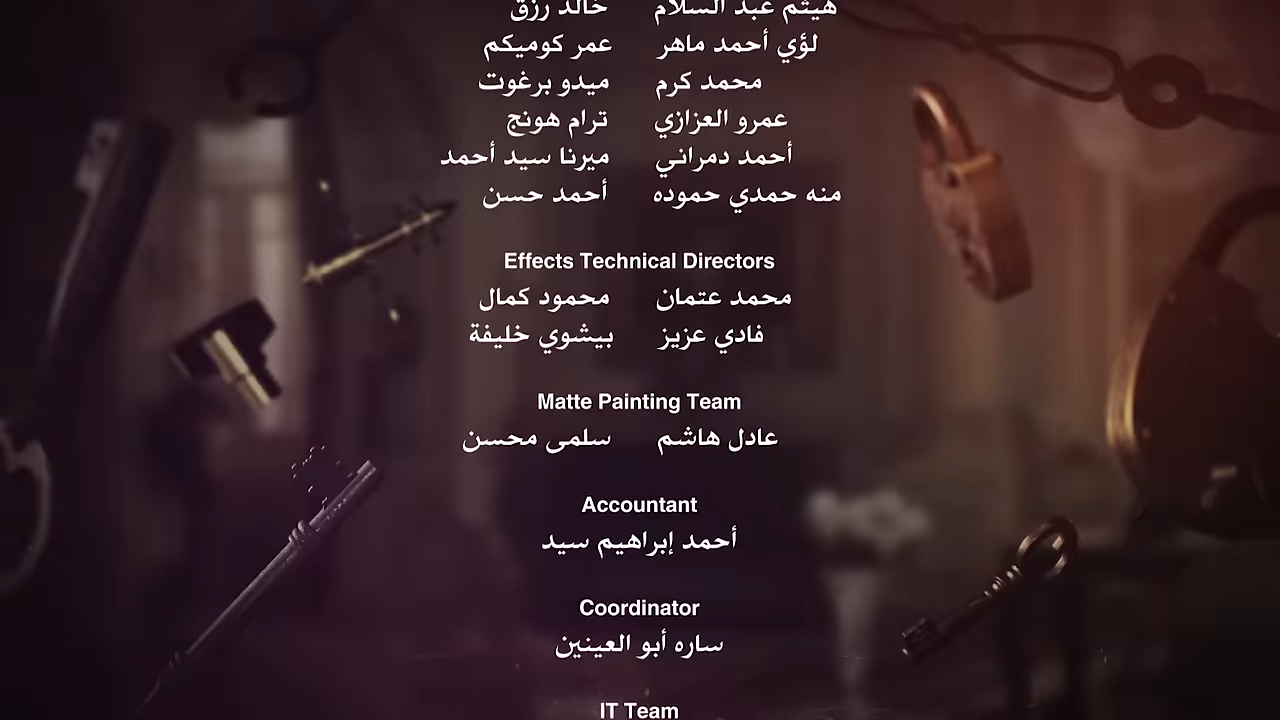 هيثم عبد السلام خالد رزق
لؤي أحمد ماهر عمر كوميكم
محمد كرم ميدو برغوت
عمرو العزازي ترام هونج
أحمد دمراني ميرنا سيد أحمد
منه حمدي حموده أحمد حسن
Effects Technical Directors
محمد عتمان محمود كمال
فادي عزيز بيشوي خليفة
Matte Painting Team
عادل هاشم سلمى محسن
Accountant
أحمد إبراهيم سيد
Coordinator
ساره أبو العينين
IT Team